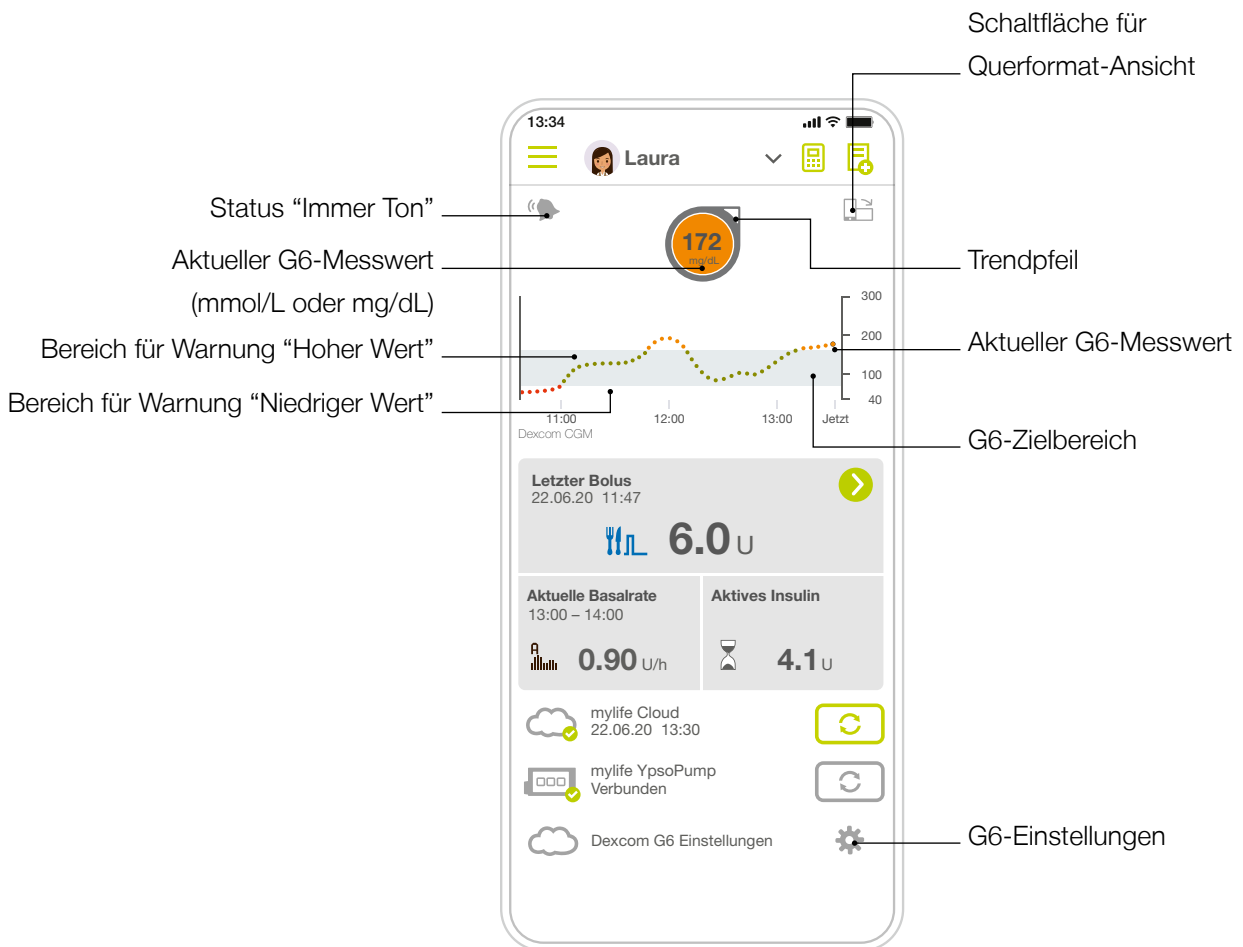 Schaltfläche für
Querformat-Ansicht
13:34
Laura
Status “Immer Ton”
172
mg/dL
Aktueller G6-Messwert
(mmol/L oder mg/dL)
Trendpfeil
300
200
100
40
Bereich für Warnung “Hoher Wert”
Aktueller G6-Messwert
Bereich für Warnung “Niedriger Wert”
11:00 12:00 13:00 Jetzt
Dexcom CGM
G6-Zielbereich
Letzter Bolus
22.06.20 11:47
6.0 U
Aktuelle Basalrate
13:00 – 14:00
A
0.90 U/h
Aktives Insulin
4.1 U
mylife Cloud
22.06.20 13:30
mylife YpsoPump
Verbunden
Dexcom G6 Einstellungen
G6-Einstellungen